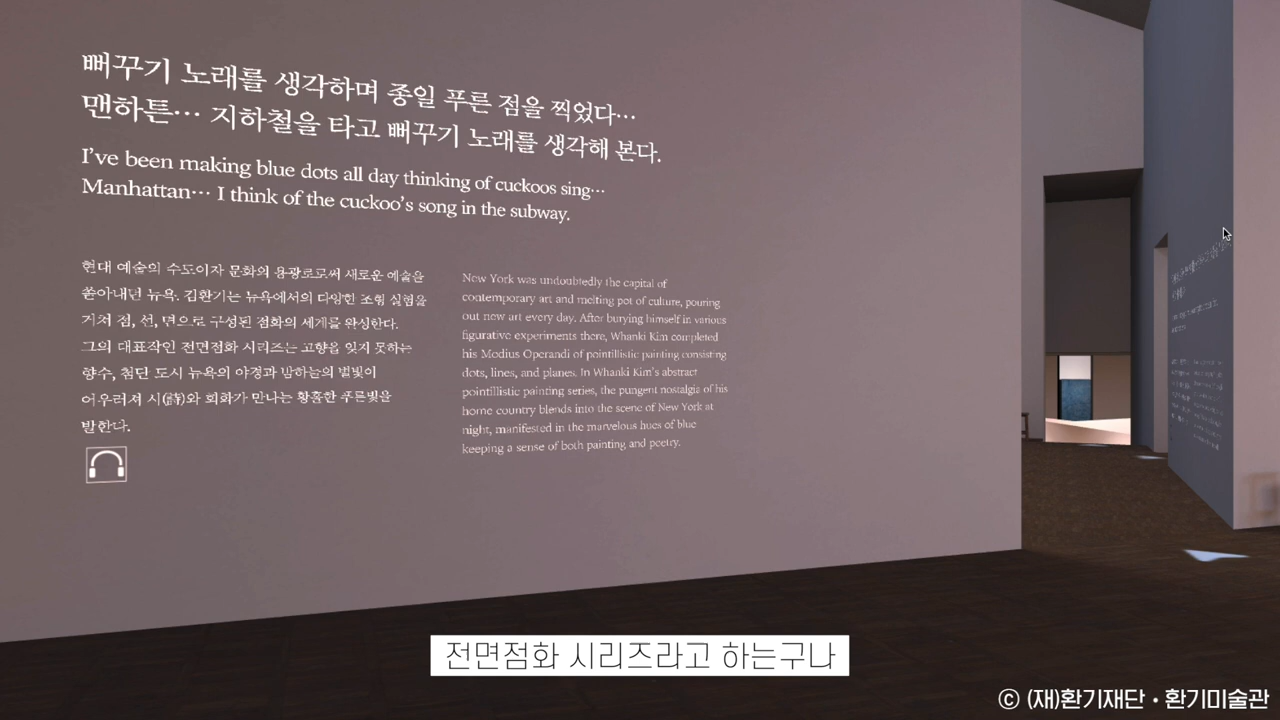 뻐꾸기 노래를 생각하며 종일 푸른 점을 찍었다…
맨하튼… 지하철을 타고 뻐꾸기 노래를 생각해 본다.
I’ve been making blue dots all day thinking of cuckoos sing…
Manhattan… I think of the cuckoo’s song in the subway.
현대 예술의 수도이자 문화의 용광로로써 새로운 예술을
쏟아내던 뉴욕. 김환기는 뉴욕에서의 다양한 조형 실험을
거쳐 점, 선, 면으로 구성된 점화의 세계를 완성한다.
그의 대표작인 전면점화 시리즈는 고향을 잊지 못하는
향수, 첨단 도시 뉴욕의 야경과 밤하늘의 별빛이
어우러져 시(詩)와 회화가 만나는 황홀한 푸른빛을
발한다.
New York was undoubtedly the capital of
contemporary art and melting pot of culture, pouring
out new art every day. After burying himself in various
figurative experiments there, Whanki Kim completed
his Modius Operandi of pointillistic painting consisting
dots, lines, and planes. In Whanki Kim’s abstract
pointillistic painting series, the pungent nostalgia of his
home country blends into the scene of New York at
night, manifested in the marvelous hues of blue
keeping a sense of both painting and poetry.
전면점화 시리즈라고 하는구나
© (재)환기재단・환기미술관